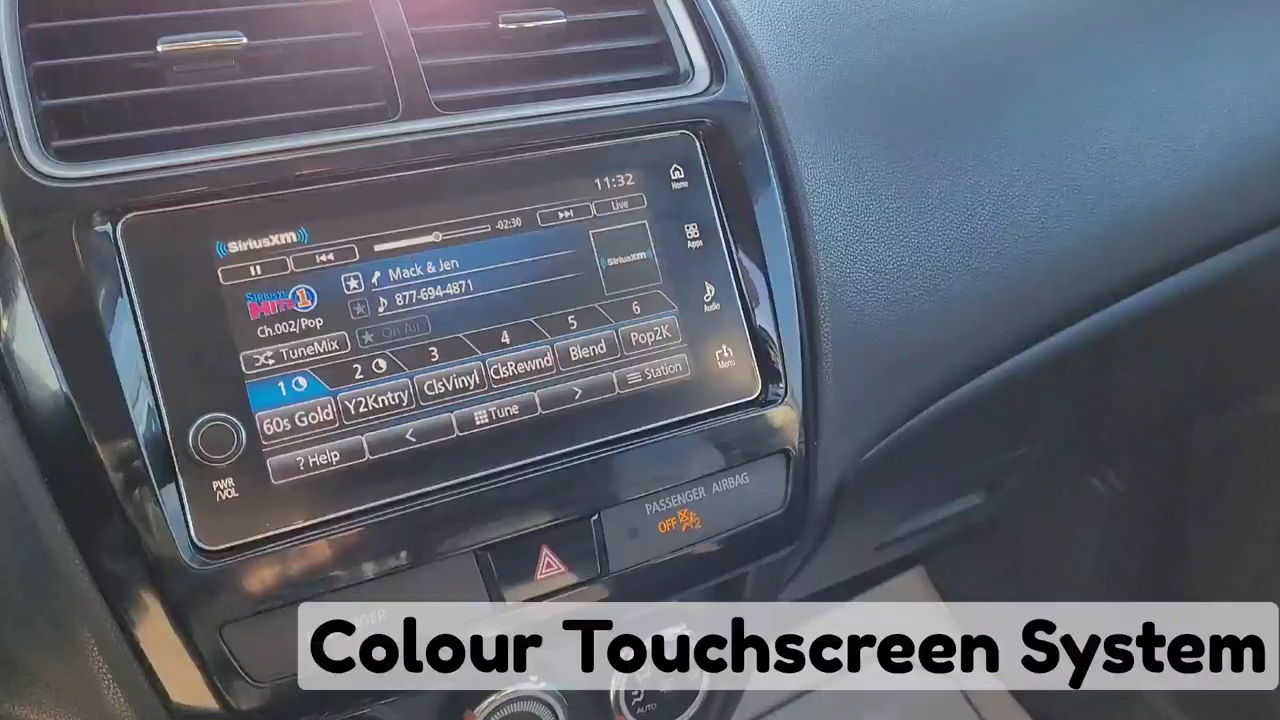 11:32
SiriusXM
-02:30
Live
Home
SIRIUSXM HITS 1
Mack & Jen
SiriusXM
Apps
877-694-4871
Ch.002/Pop
On Air
Audio
TuneMix
1 2 3 4 5 6
60s Gold Y2Kntry ClsVinyl ClsRewnd Blend Pop2K
Menu
? Help < Tune > Station
PWR
/VOL
PASSENGER AIRBAG
OFF 2
AUTO
Colour Touchscreen System